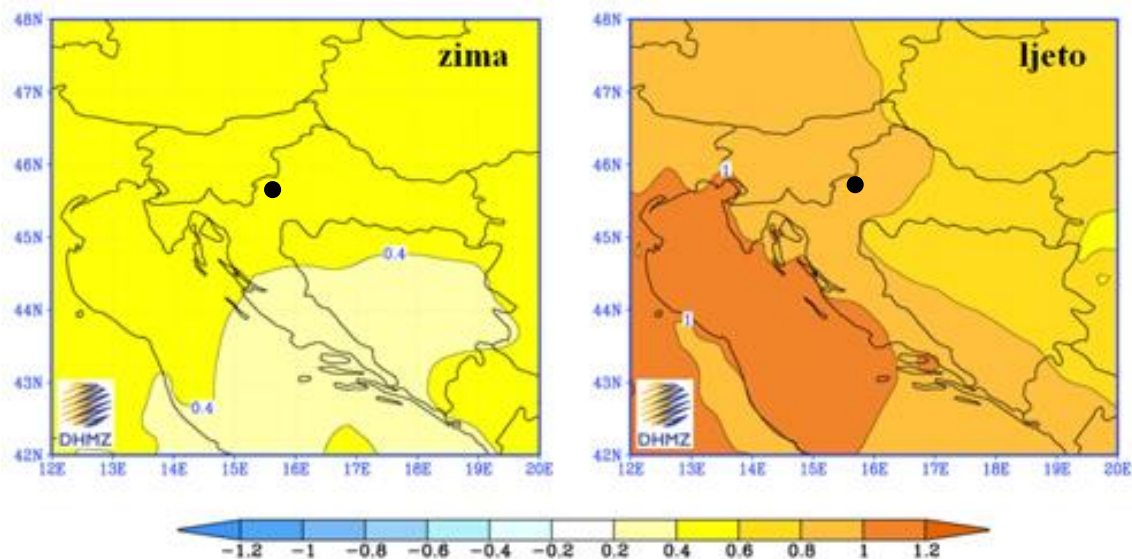 48N
zima
47N
46N
45N
0.4
44N
43N
0.4
DHMZ
42N
12E 13E 14E 15E 16E 17E 18E 19E 20E
48N
ljeto
47N
46N
1
45N
44N
1
43N
DHMZ
42N
12E 13E 14E 15E 16E 17E 18E 19E 20E
-1.2 -1 -0.8 -0.6 -0.4 -0.2 0.2 0.4 0.6 0.8 1 1.2